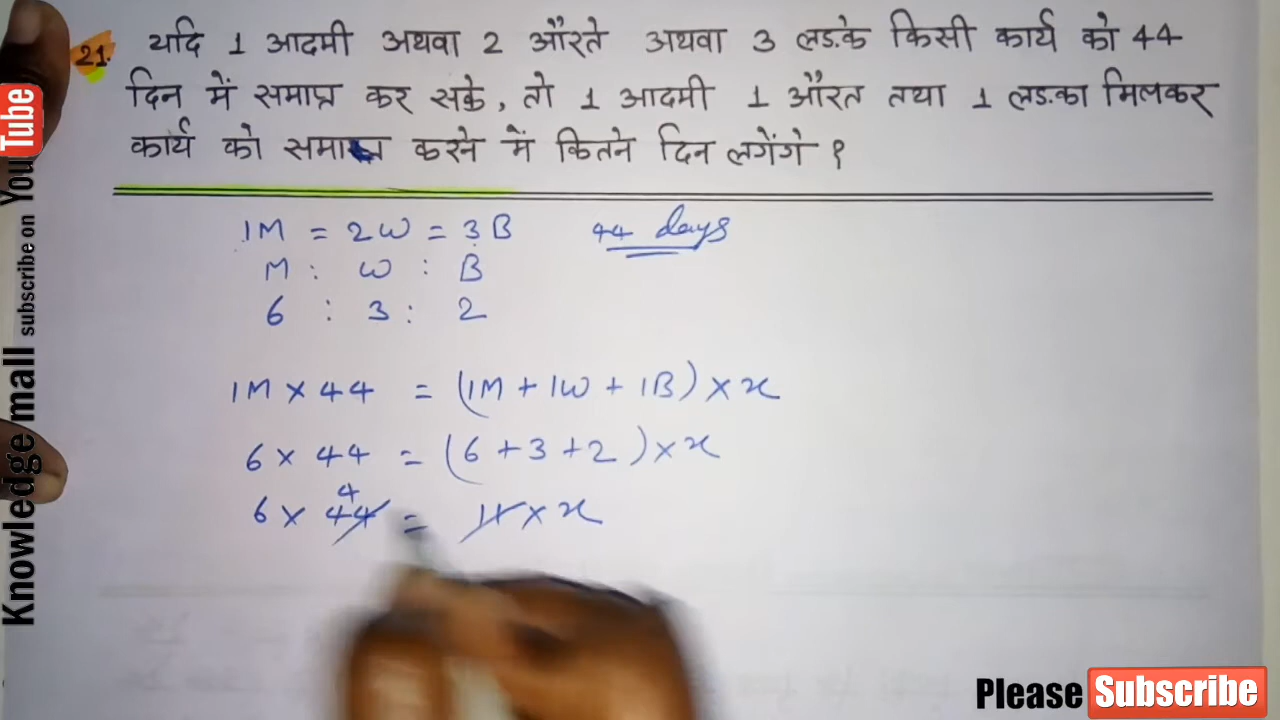 21. यदि 1 आदमी अथवा 2 औरते अथवा 3 लड़के किसी कार्य को 44
दिन में समाप्त कर सके, तो 1 आदमी 1 औरत तथा 1 लड़का मिलकर
कार्य को समाप्त करने में कितने दिन लगेंगे ?
1M = 2W = 3B 44 days
M : W : B
6 : 3 : 2
1M × 44 = (1M + 1W + 1B) × x
6 × 44 = (6 + 3 + 2) × x
4
6 × 44 = 11 × x
Knowledge mall subscribe on YouTube
Please Subscribe